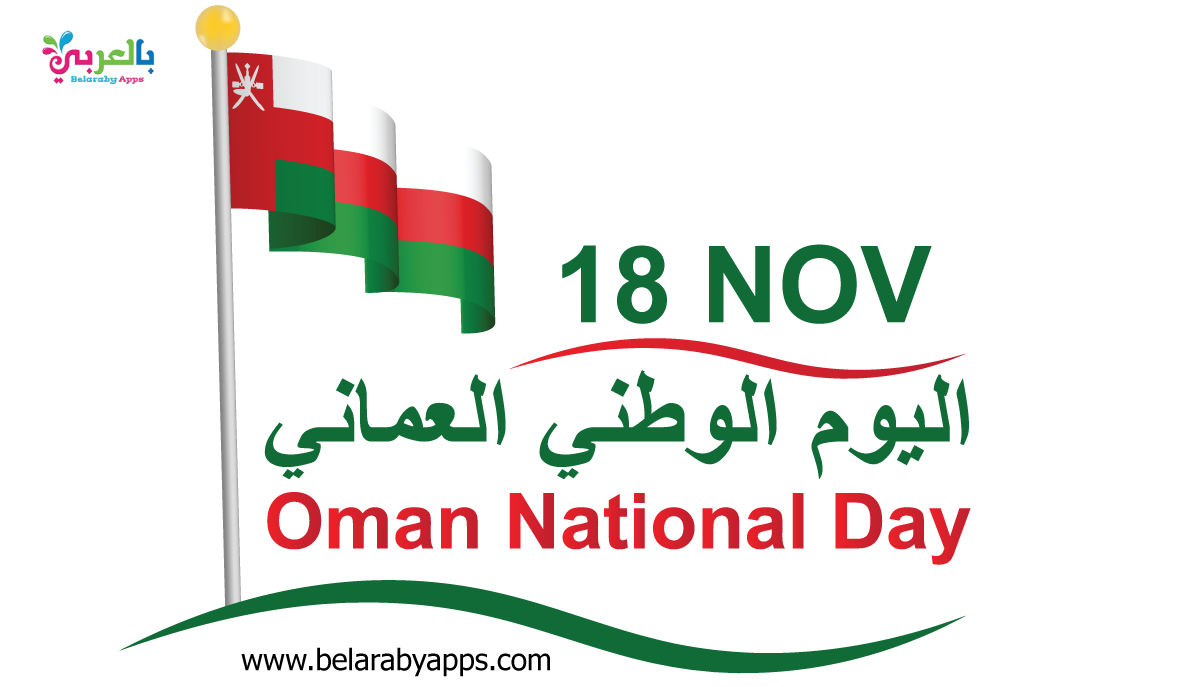 بالعربي
Belaraby Apps
18 NOV
اليوم الوطني العماني
Oman National Day
www.belarabyapps.com